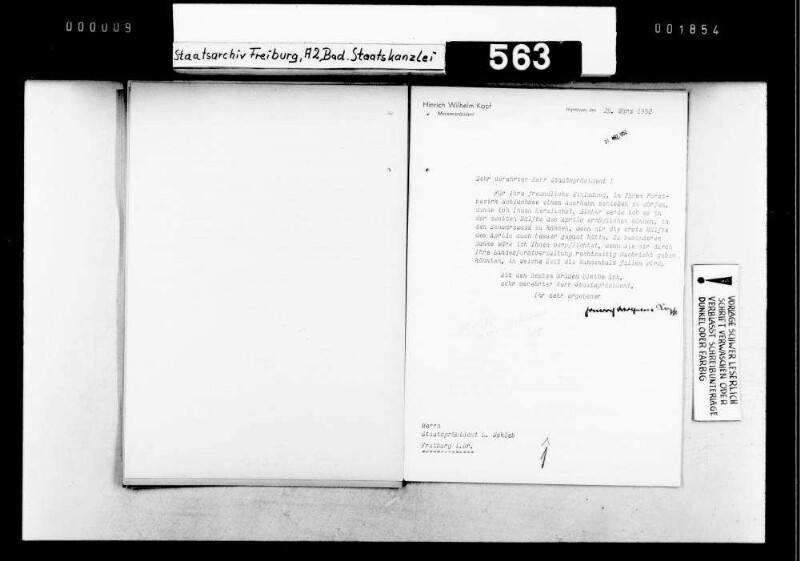 000009
001854
Staatsarchiv Freiburg, A2, Bad. Staatskanzlei
563
Hinrich Wilhelm Kopf
Ministerpräsident
Hannover, den 25. März 1952
Sehr verehrter Herr Staatspräsident !
Für Ihre freundliche Einladung, in Ihrem Forst-
bezirk einen Auerhahn schießen zu dürfen,
danke ich Ihnen herzlichst. Sicher werde ich es in
der zweiten Hälfte des Aprils ermöglichen können, in
den Schwarzwald zu kommen, wenn mir die erste Hälfte
des Aprils auch besser gepaßt hätte. Zu besonderem
Danke wäre ich Ihnen verpflichtet, wenn Sie mir durch
Ihre Landesforstverwaltung rechtzeitig Nachricht geben
könnten, in welche Zeit die Hahnenbalz fallen wird.
Mit den besten Grüßen bleibe ich,
sehr verehrter Herr Staatspräsident,
Ihr sehr ergebener
Herrn
Staatspräsident L. Wohleb
Freiburg i.Br.
VORLAGE SCHWER LESERLICH
SCHRIFT VERWASCHEN ODER
VERBLASST SCHREIBUNTERLAGE
DUNKEL ODER FARBIG